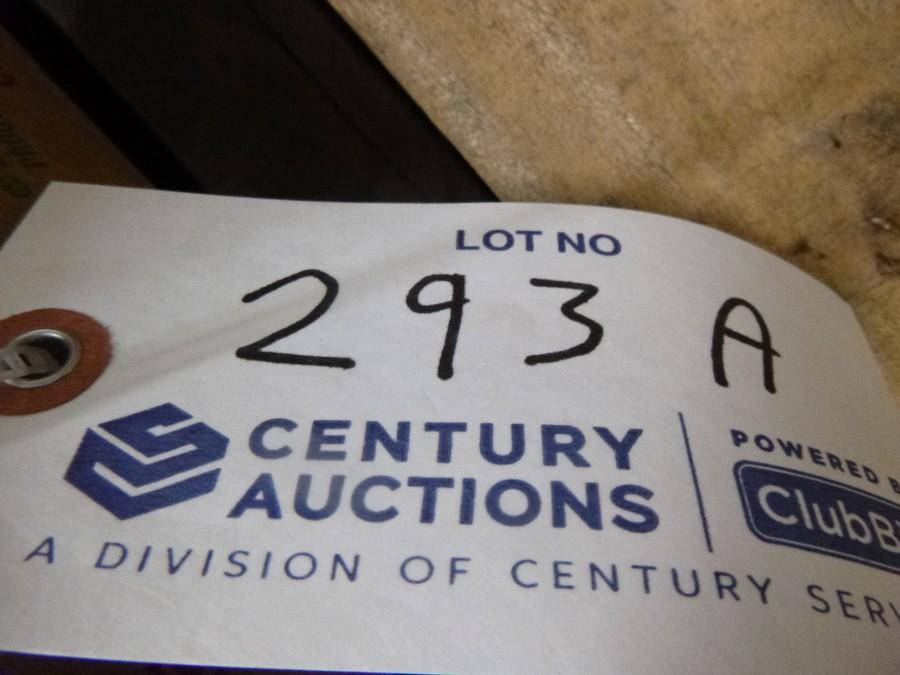 LOT NO
293 A
CENTURY
AUCTIONS
POWERED
A DIVISION OF CENTURY